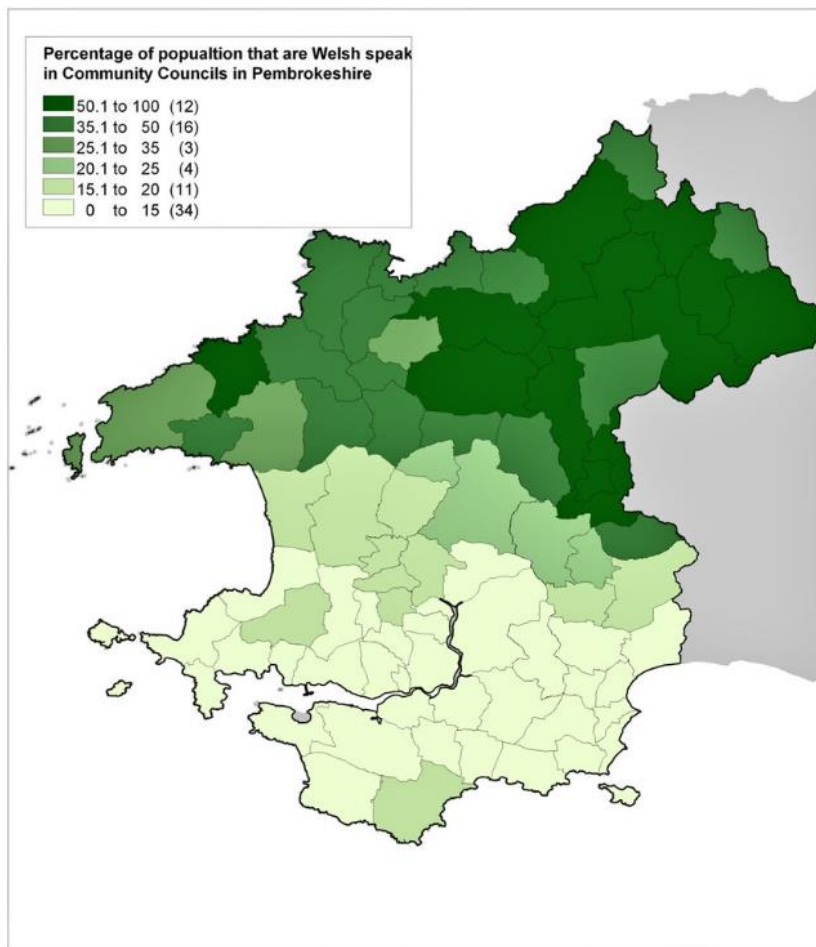 Percentage of popualtion that are Welsh speak
in Community Councils in Pembrokeshire
50.1 to 100 (12)
35.1 to 50 (16)
25.1 to 35 (3)
20.1 to 25 (4)
15.1 to 20 (11)
0 to 15 (34)